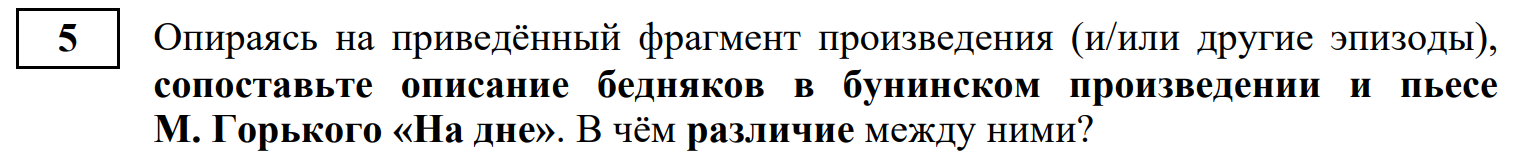 5 Опираясь на приведённый фрагмент произведения (и/или другие эпизоды),
сопоставьте описание бедняков в бунинском произведении и пьесе
М. Горького «На дне». В чём различие между ними?